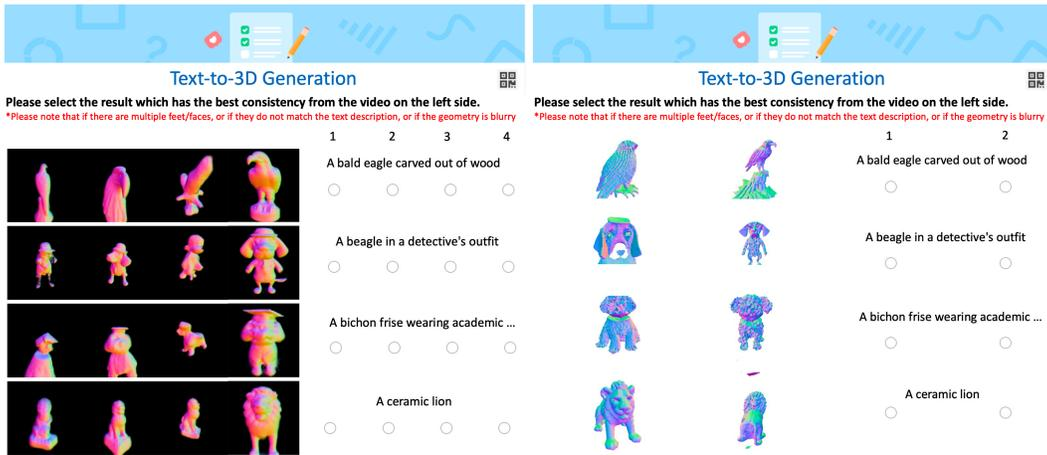 Text-to-3D Generation
Please select the result which has the best consistency from the video on the left side.
*Please note that if there are multiple feet/faces, or if they do not match the text description, or if the geometry is blurry
1 2 3 4
A bald eagle carved out of wood
A beagle in a detective's outfit
A bichon frise wearing academic ...
A ceramic lion
Text-to-3D Generation
Please select the result which has the best consistency from the video on the left side.
*Please note that if there are multiple feet/faces, or if they do not match the text description, or if the geometry is blurry
1 2
A bald eagle carved out of wood
A beagle in a detective's outfit
A bichon frise wearing academic ...
A ceramic lion